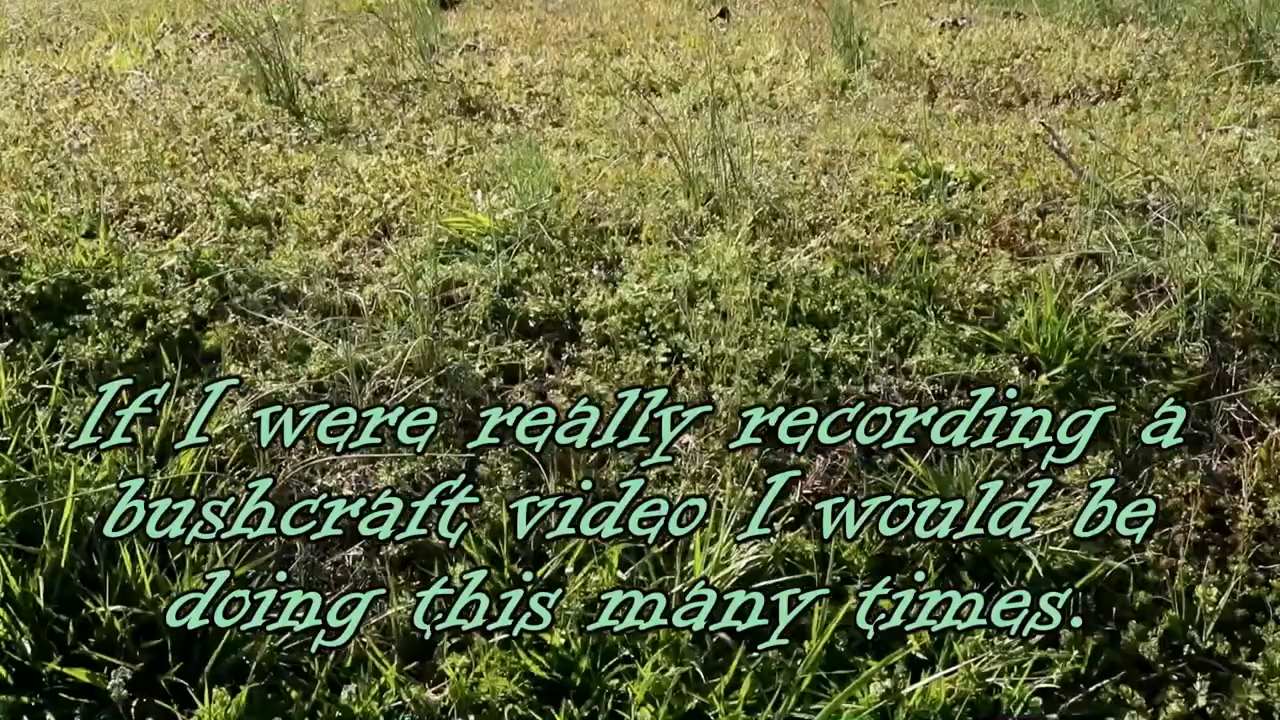 If I were really recording a
bushcraft video I would be
doing this many times.